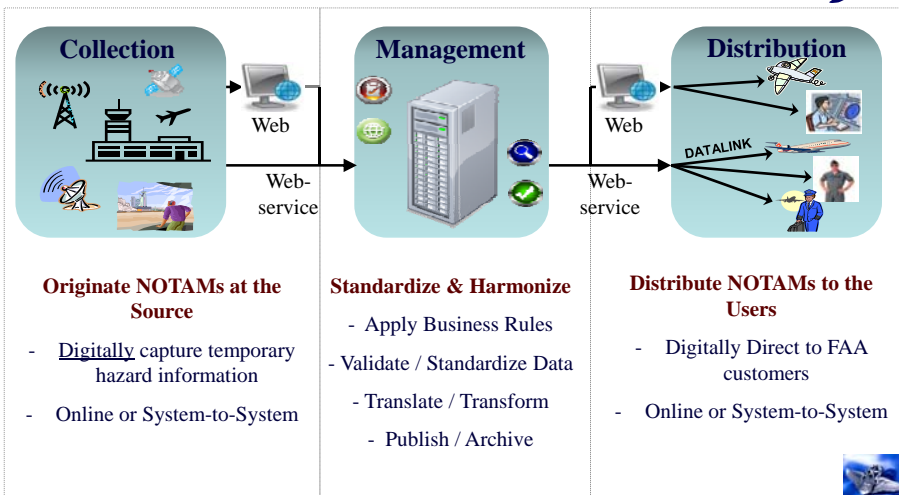 Collection
Web
Web-
service
Originate NOTAMs at the
Source
- Digitally capture temporary
hazard information
- Online or System-to-System
Management
Standardize & Harmonize
- Apply Business Rules
- Validate / Standardize Data
- Translate / Transform
- Publish / Archive
Distribution
Web
Web-
service
DATALINK
Distribute NOTAMs to the
Users
- Digitally Direct to FAA
customers
- Online or System-to-System